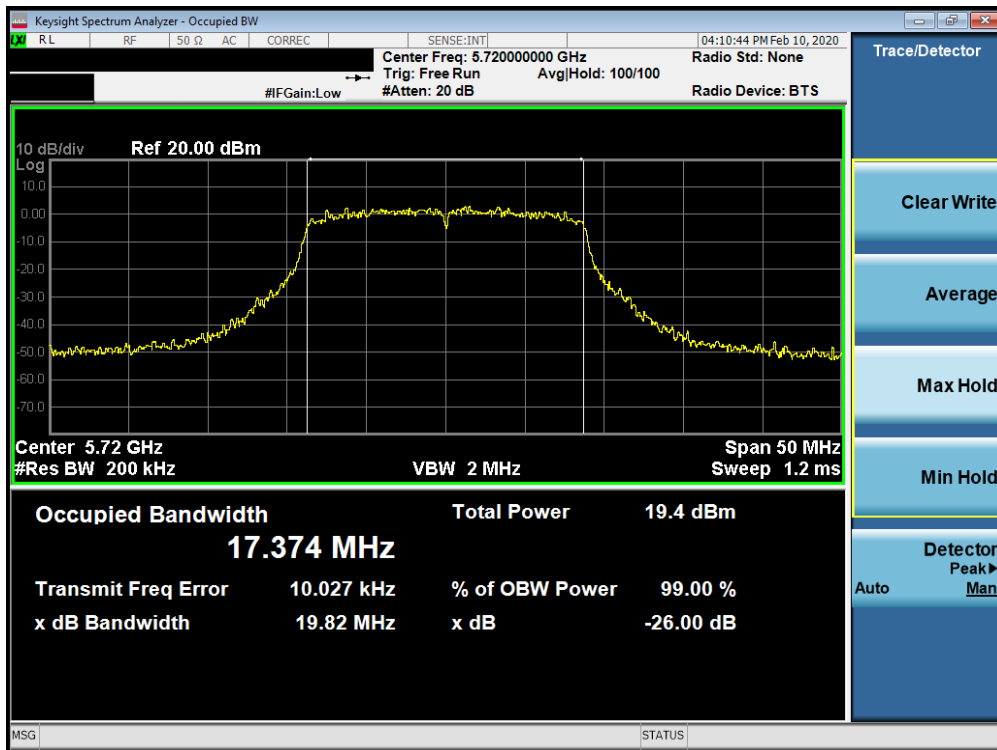 Keysight Spectrum Analyzer - Occupied BW
LXI RL RF 50 Ω AC CORREC SENSE:INT 04:10:44 PM Feb 10, 2020
Center Freq: 5.720000000 GHz Radio Std: None
Trig: Free Run Avg|Hold: 100/100
#IFGain:Low #Atten: 20 dB Radio Device: BTS
10 dB/div Ref 20.00 dBm
Log
10.0
0.00
-10.0
-20.0
-30.0
-40.0
-50.0
-60.0
-70.0
Center 5.72 GHz Span 50 MHz
#Res BW 200 kHz VBW 2 MHz Sweep 1.2 ms
Occupied Bandwidth Total Power 19.4 dBm
17.374 MHz
Transmit Freq Error 10.027 kHz % of OBW Power 99.00 %
x dB Bandwidth 19.82 MHz x dB -26.00 dB
MSG STATUS
Trace/Detector
Clear Write
Average
Max Hold
Min Hold
Detector
Peak▶
Auto Man